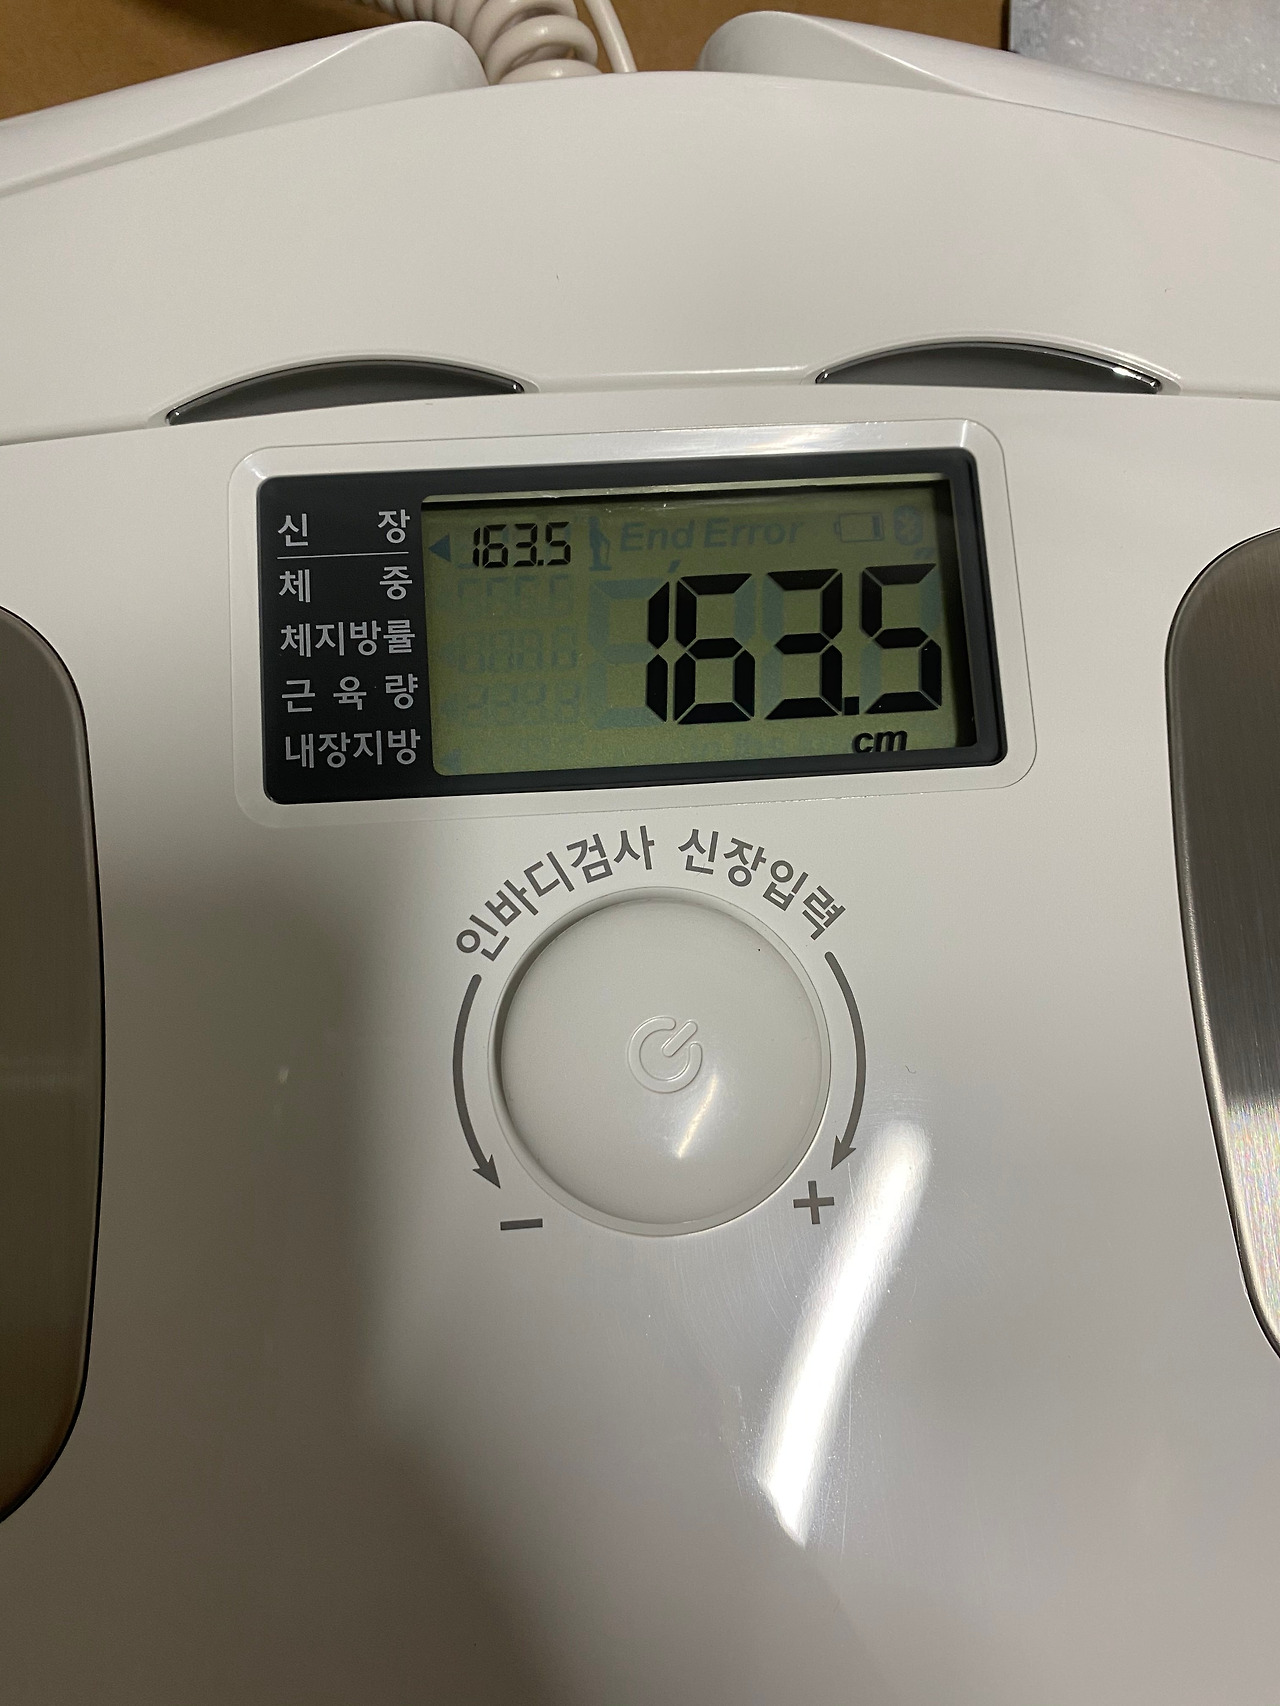 신 장
체 중
체지방률
근 육 량
내장지방
163.5
End Error
163.5
cm
인바디검사 신장입력
− +